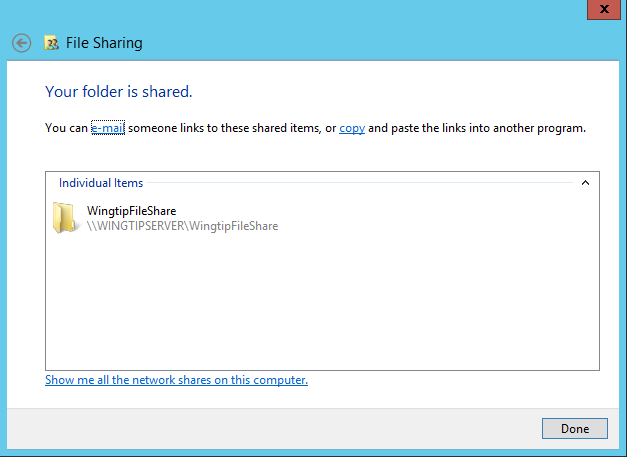 File Sharing
Your folder is shared.
You can e-mail someone links to these shared items, or copy and paste the links into another program.
Individual Items
WingtipFileShare
\\WINGTIPSERVER\WingtipFileShare
Show me all the network shares on this computer.
Done